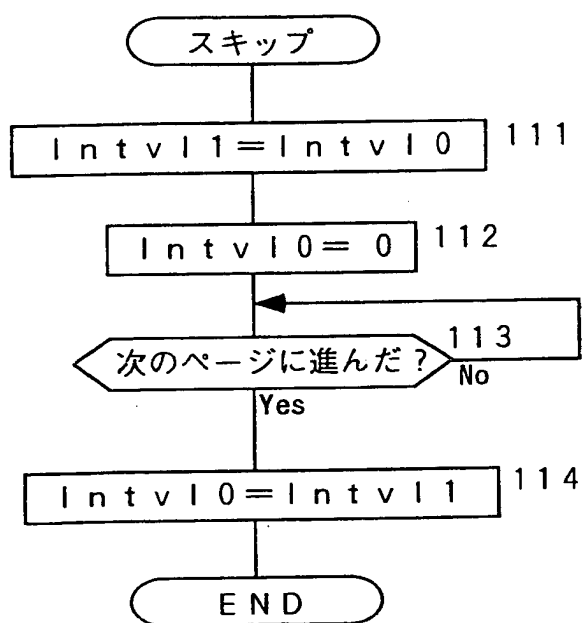 スキップ
Intvl1=Intvl0 111
Intvl0=0 112
次のページに進んだ? 113
No
Yes
Intvl0=Intvl1 114
END